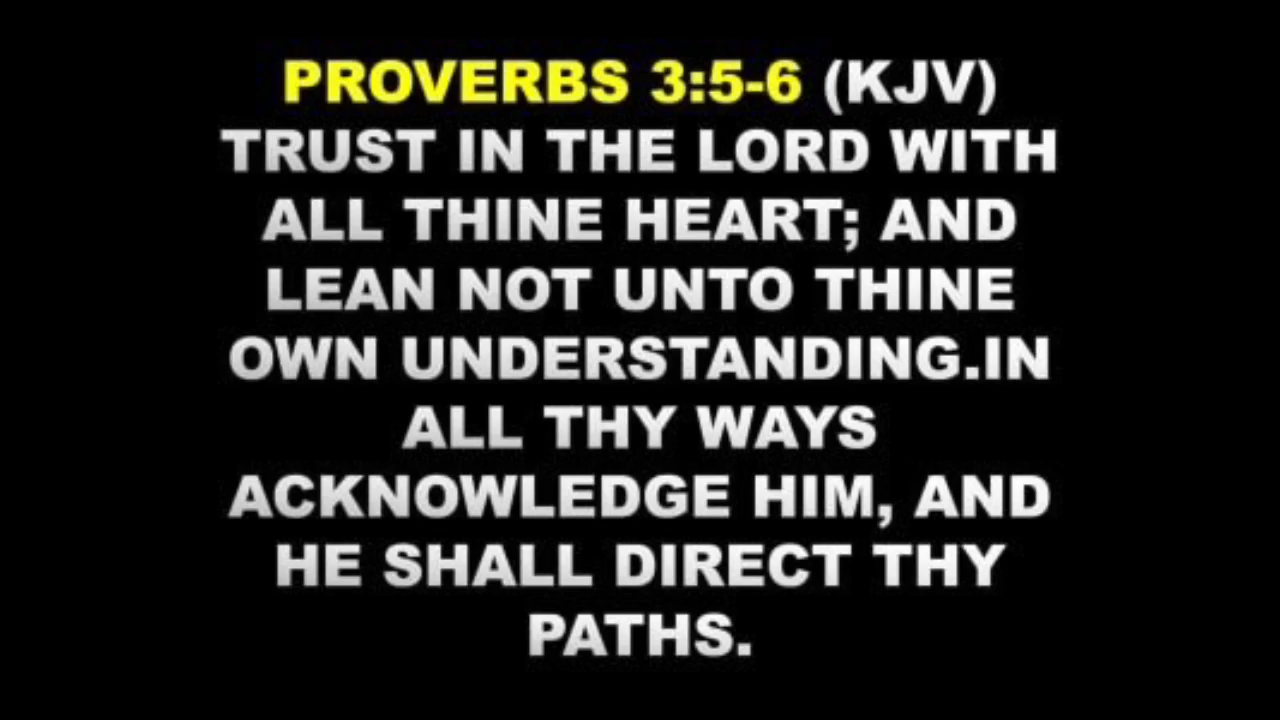 PROVERBS 3:5-6 (KJV)
TRUST IN THE LORD WITH
ALL THINE HEART; AND
LEAN NOT UNTO THINE
OWN UNDERSTANDING.IN
ALL THY WAYS
ACKNOWLEDGE HIM, AND
HE SHALL DIRECT THY
PATHS.